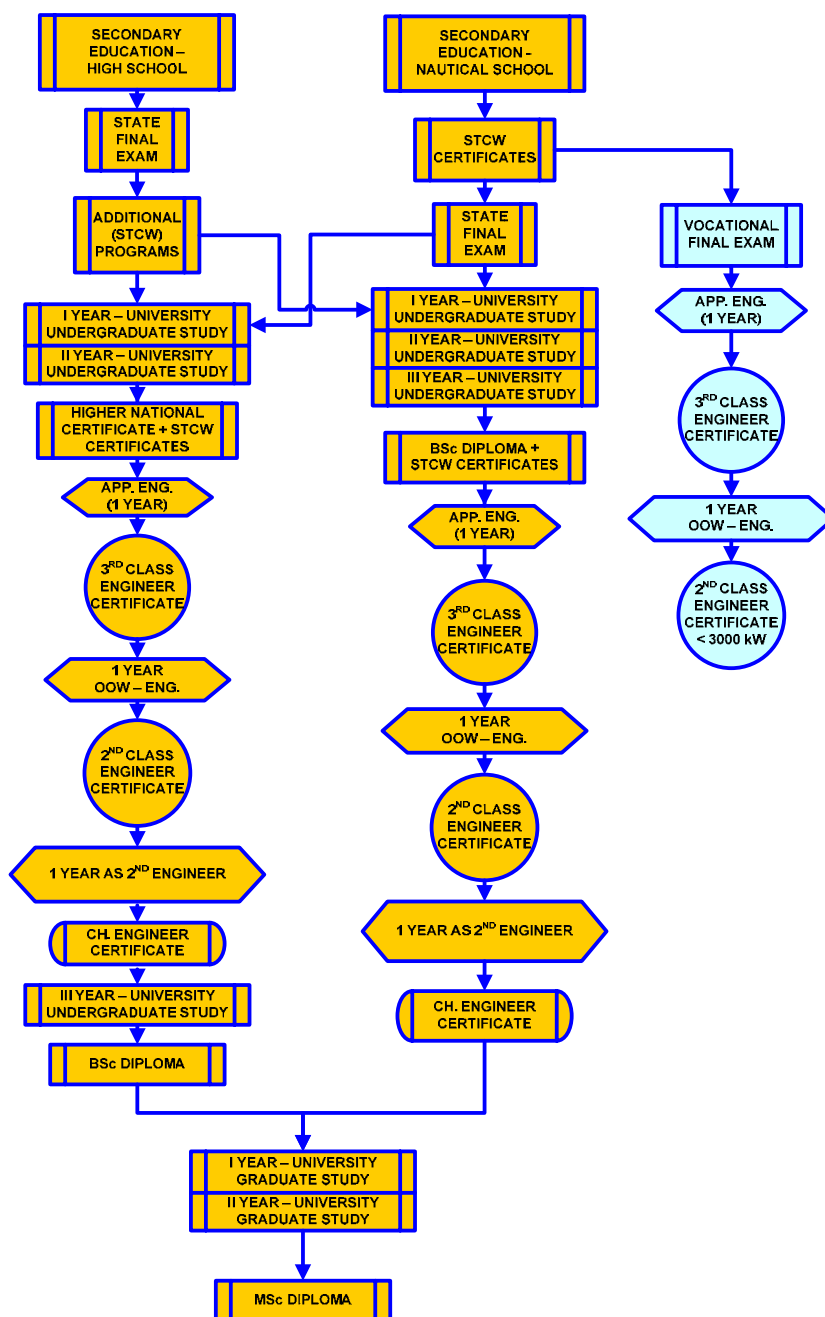 SECONDARY
EDUCATION –
HIGH SCHOOL
STATE
FINAL
EXAM
ADDITIONAL
(STCW)
PROGRAMS
I YEAR – UNIVERSITY
UNDERGRADUATE STUDY
II YEAR – UNIVERSITY
UNDERGRADUATE STUDY
HIGHER NATIONAL
CERTIFICATE + STCW
CERTIFICATES
APP. ENG.
(1 YEAR)
3RD CLASS
ENGINEER
CERTIFICATE
1 YEAR
OOW – ENG.
2ND CLASS
ENGINEER
CERTIFICATE
1 YEAR AS 2ND ENGINEER
CH. ENGINEER
CERTIFICATE
III YEAR – UNIVERSITY
UNDERGRADUATE STUDY
BSc DIPLOMA
SECONDARY
EDUCATION -
NAUTICAL SCHOOL
STCW
CERTIFICATES
STATE
FINAL
EXAM
I YEAR – UNIVERSITY
UNDERGRADUATE STUDY
II YEAR – UNIVERSITY
UNDERGRADUATE STUDY
III YEAR – UNIVERSITY
UNDERGRADUATE STUDY
BSc DIPLOMA +
STCW CERTIFICATES
APP. ENG.
(1 YEAR)
3RD CLASS
ENGINEER
CERTIFICATE
1 YEAR
OOW – ENG.
2ND CLASS
ENGINEER
CERTIFICATE
1 YEAR AS 2ND ENGINEER
CH. ENGINEER
CERTIFICATE
VOCATIONAL
FINAL EXAM
APP. ENG.
(1 YEAR)
3RD CLASS
ENGINEER
CERTIFICATE
1 YEAR
OOW – ENG.
2ND CLASS
ENGINEER
CERTIFICATE
< 3000 kW
I YEAR – UNIVERSITY
GRADUATE STUDY
II YEAR – UNIVERSITY
GRADUATE STUDY
MSc DIPLOMA